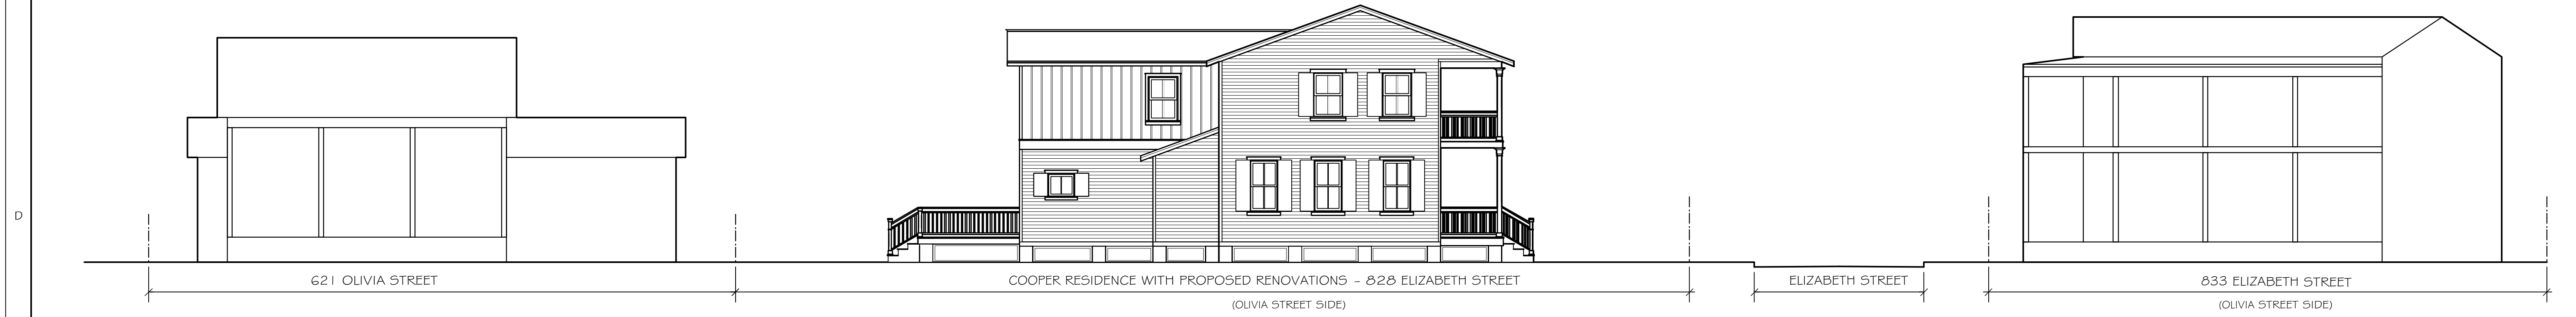 D
621 OLIVIA STREET
COOPER RESIDENCE WITH PROPOSED RENOVATIONS - 828 ELIZABETH STREET
(OLIVIA STREET SIDE)
ELIZABETH STREET
833 ELIZABETH STREET
(OLIVIA STREET SIDE)